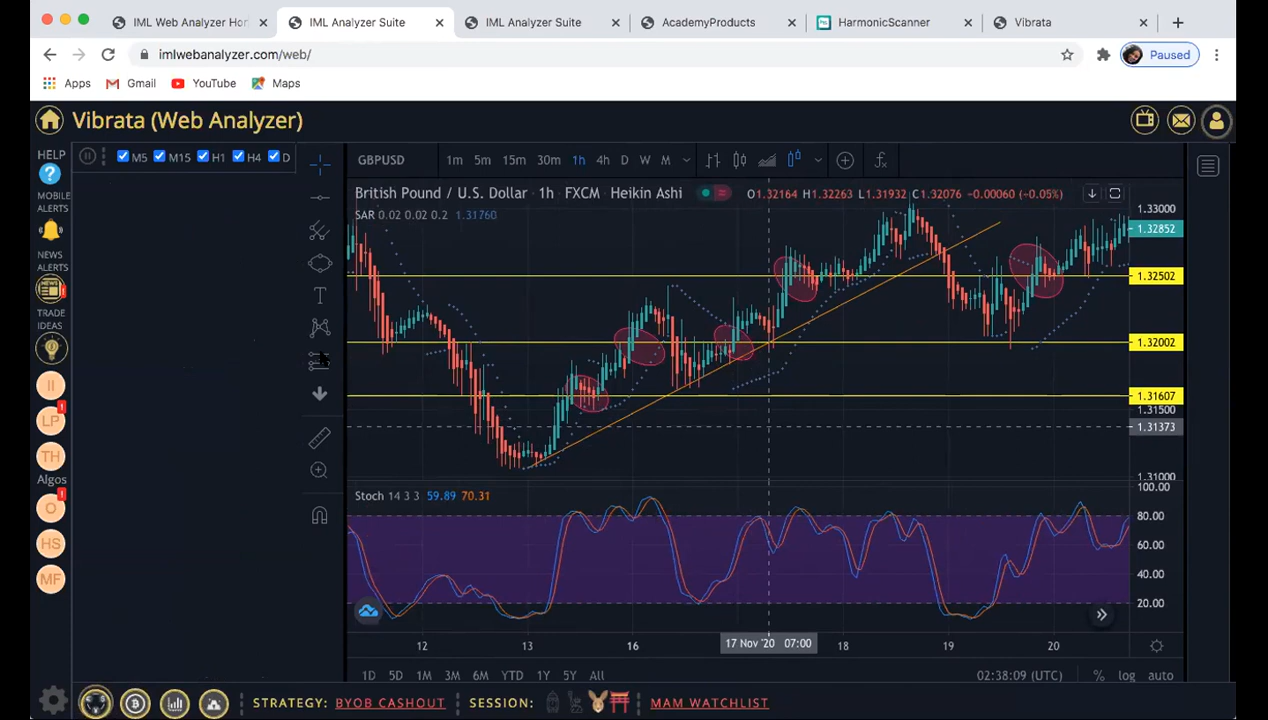 IML Web Analyzer Hor
IML Analyzer Suite
IML Analyzer Suite
AcademyProducts
HarmonicScanner
Vibrata
imlwebanalyzer.com/web/
Paused
Apps
Gmail
YouTube
Maps
Vibrata (Web Analyzer)
HELP
?
MOBILE
ALERTS
NEWS
ALERTS
TRADE
IDEAS
II
LP
TH
Algos
O
HS
MF
M5
M15
H1
H4
D
GBPUSD
1m 5m 15m 30m 1h 4h D W M
British Pound / U.S. Dollar · 1h · FXCM · Heikin Ashi
O1.32164 H1.32263 L1.31932 C1.32076 −0.00060 (−0.05%)
SAR 0.02 0.02 0.2 1.31760
1.33000
1.32852
1.32502
1.32002
1.31607
1.31500
1.31373
1.31000
Stoch 14 3 3 59.89 70.31
100.00
80.00
60.00
40.00
20.00
12
13
16
17 Nov '20 07:00
18
19
20
1D 5D 1M 3M 6M YTD 1Y 5Y All
02:38:09 (UTC)
% log auto
STRATEGY: BYOB CASHOUT
SESSION:
MAM WATCHLIST